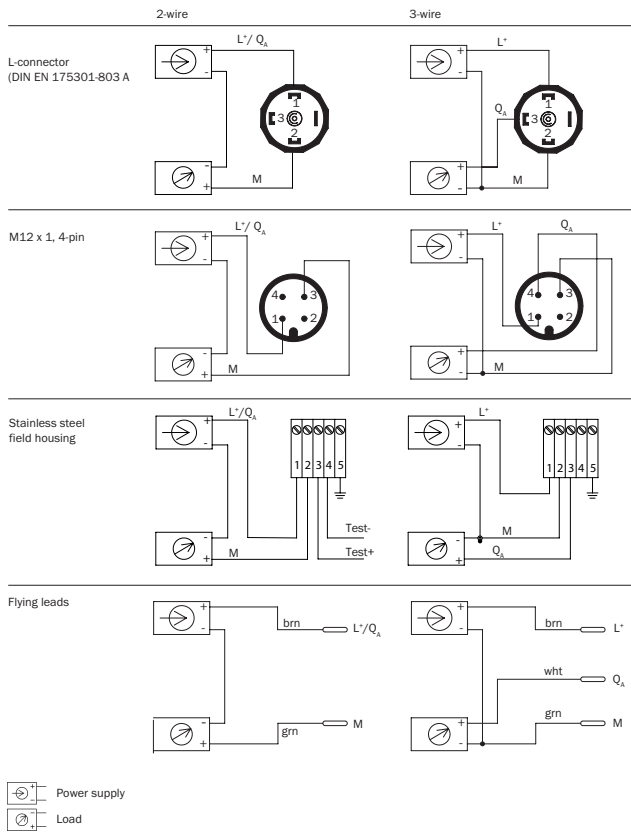 2-wire 3-wire
L-connector
(DIN EN 175301-803 A
L⁺/ Q_A
+
-
1
3
2
-
+
M
L⁺
+
-
Q_A
1
3
2
+
-
M
M12 x 1, 4-pin
L⁺/ Q_A
+
-
4 3
1 2
-
+
M
L⁺ Q_A
+
-
4 3
1 2
+
-
M
Stainless steel
field housing
L⁺/Q_A
+
-
1 2 3 4 5
-
+
M
Test-
Test+
L⁺
+
-
1 2 3 4 5
M
-
+
Q_A
Flying leads
+
-
brn L⁺/Q_A
-
+
grn M
+
-
brn L⁺
wht Q_A
+
-
grn M
+
-
Power supply
-
+
Load